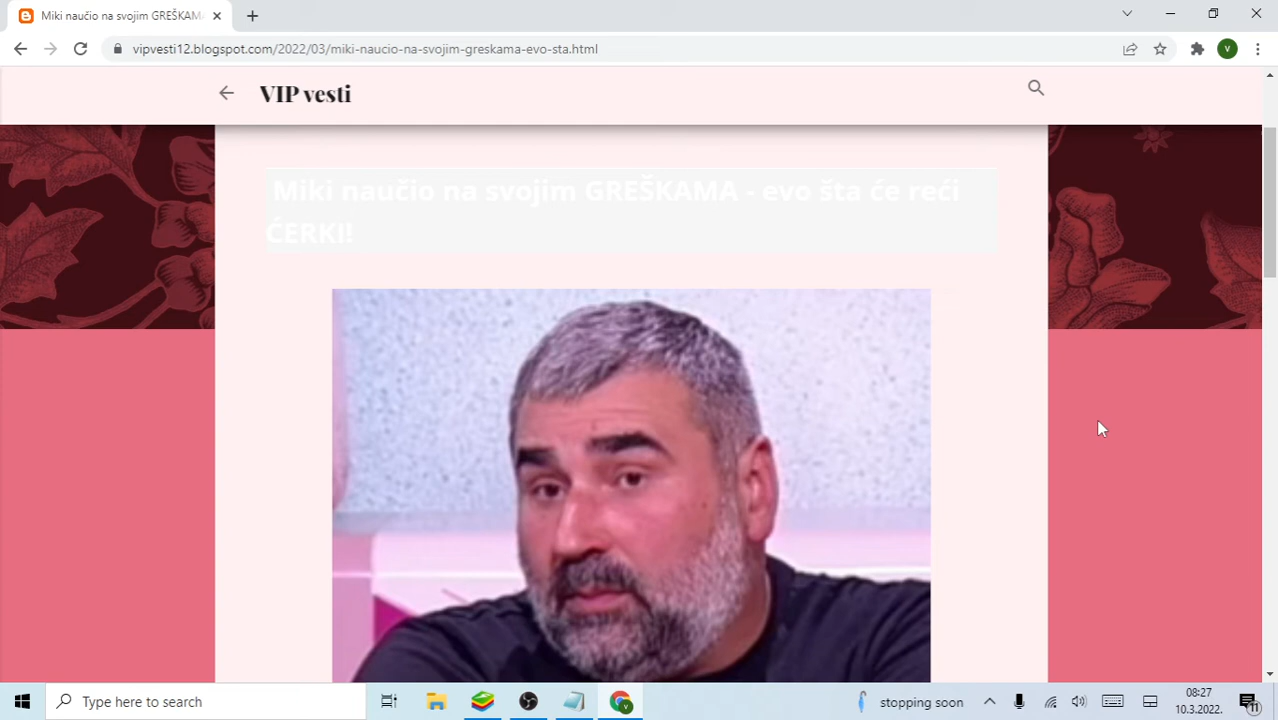 Miki naučio na svojim GREŠKAM
vipvesti12.blogspot.com/2022/03/miki-naucio-na-svojim-greskama-evo-sta.html
V
VIP vesti
Miki naučio na svojim GREŠKAMA - evo šta će reći
ĆERKI!
Type here to search
V
stopping soon
08:27
10.3.2022.
11